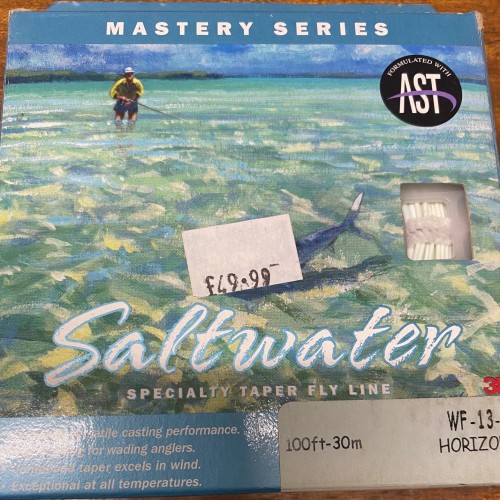 MASTERY SERIES
FORMULATED WITH
AST
£49.99
Saltwater
SPECIALTY TAPER FLY LINE
casting performance.
for wading anglers.
taper excels in wind.
Exceptional at all temperatures.
WF-13-
100ft-30m